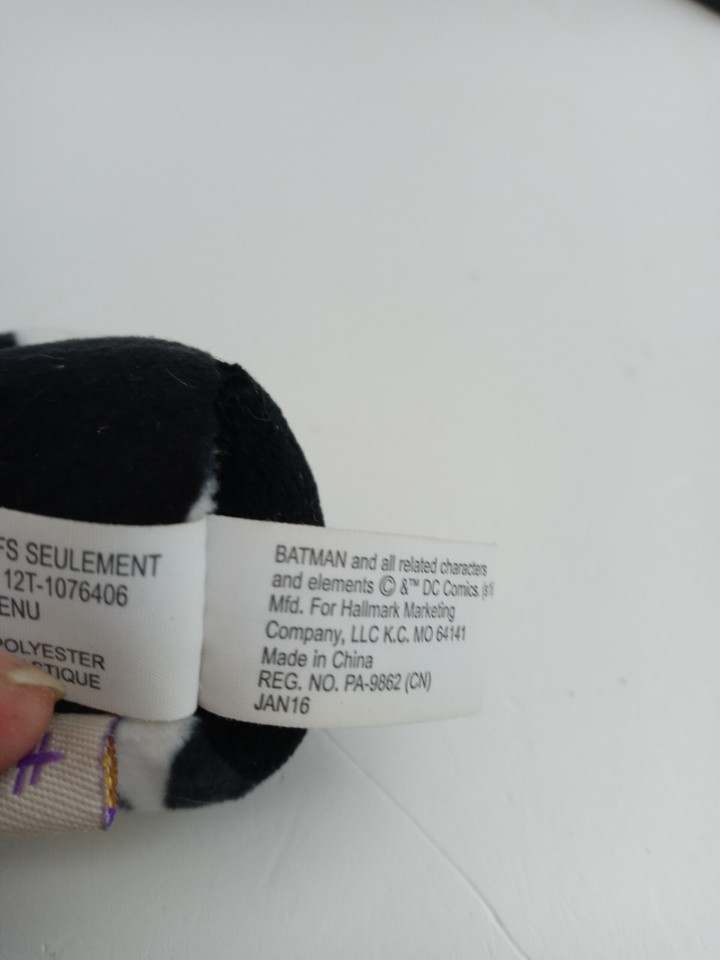 FS SEULEMENT
12T-1076406
ENU
POLYESTER
STIQUE
BATMAN and all related characters
and elements © &™ DC Comics.
Mfd. For Hallmark Marketing
Company, LLC K.C. MO 64141
Made in China
REG. NO. PA-9862 (CN)
JAN16